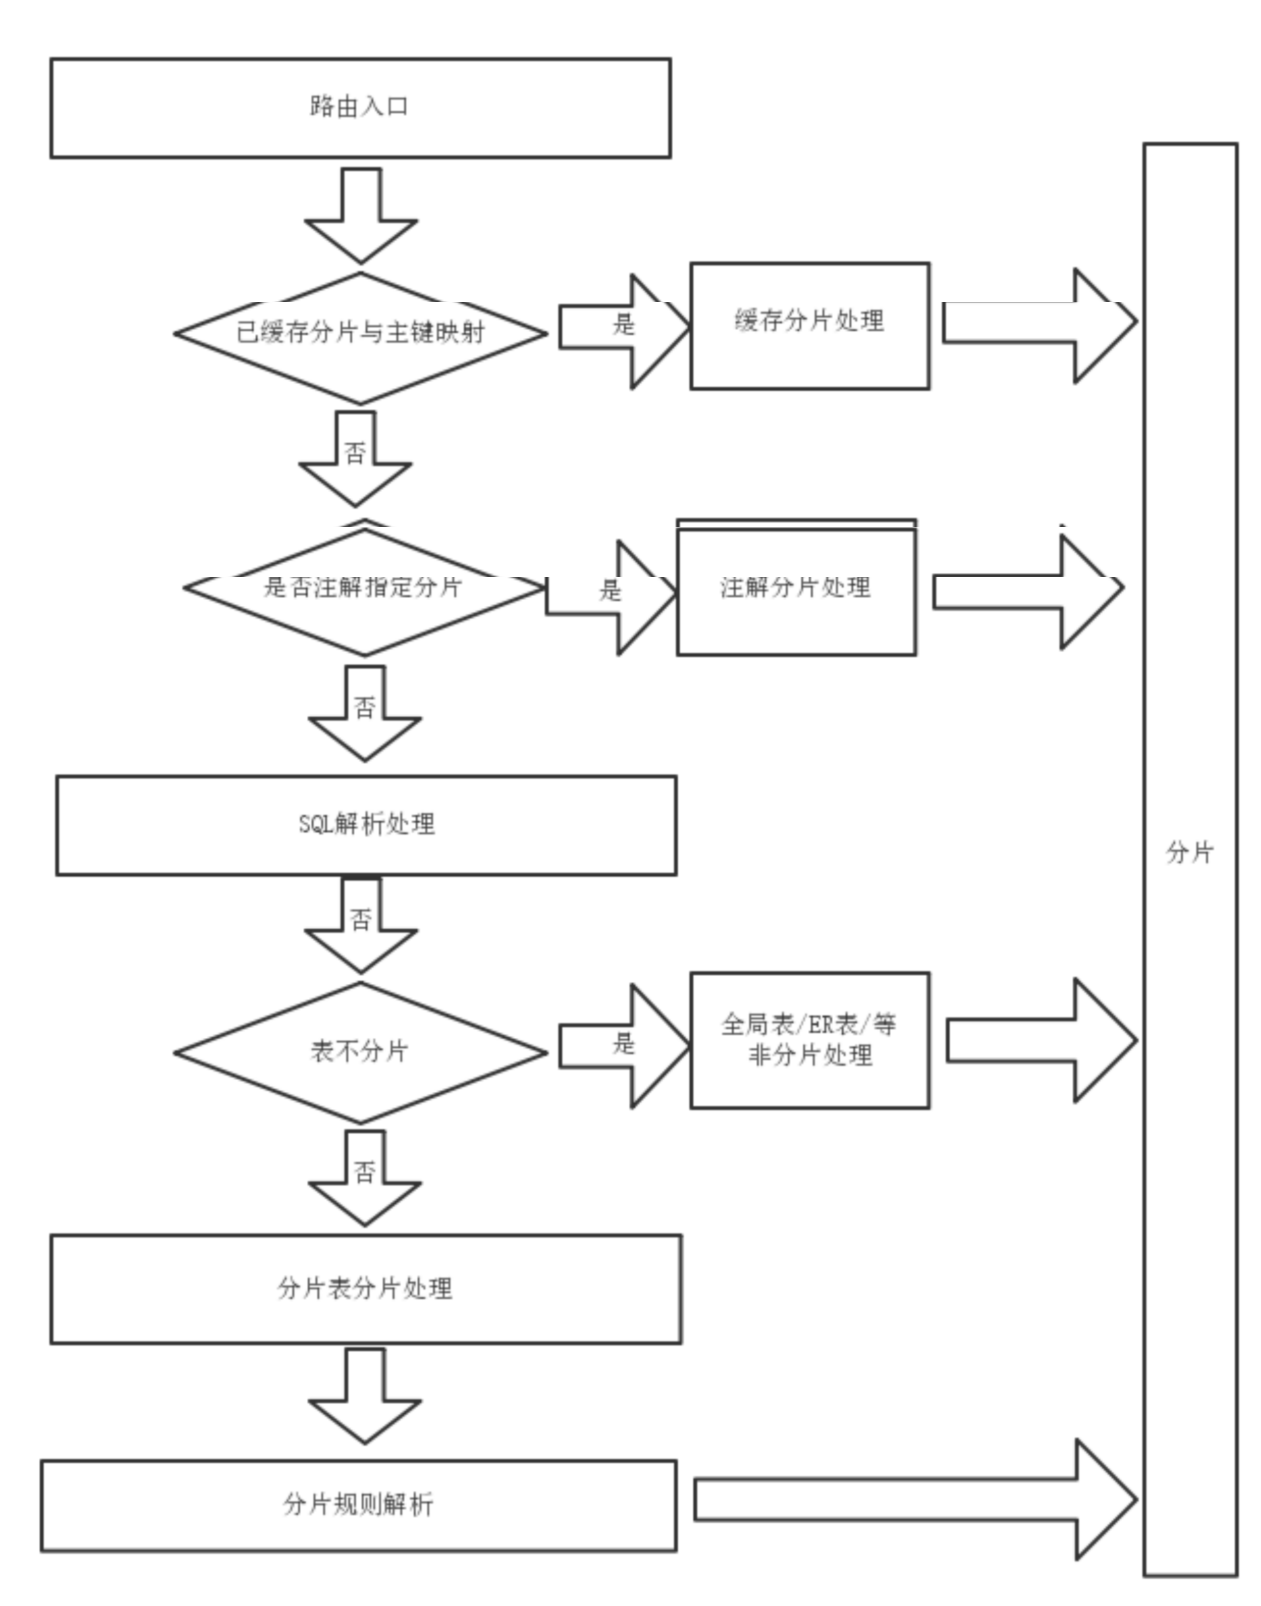 路由入口
已缓存分片与主键映射
是
缓存分片处理
否
是否注解指定分片
是
注解分片处理
否
SQL解析处理
分片
否
表不分片
是
全局表/ER表/等
非分片处理
否
分片表分片处理
分片规则解析